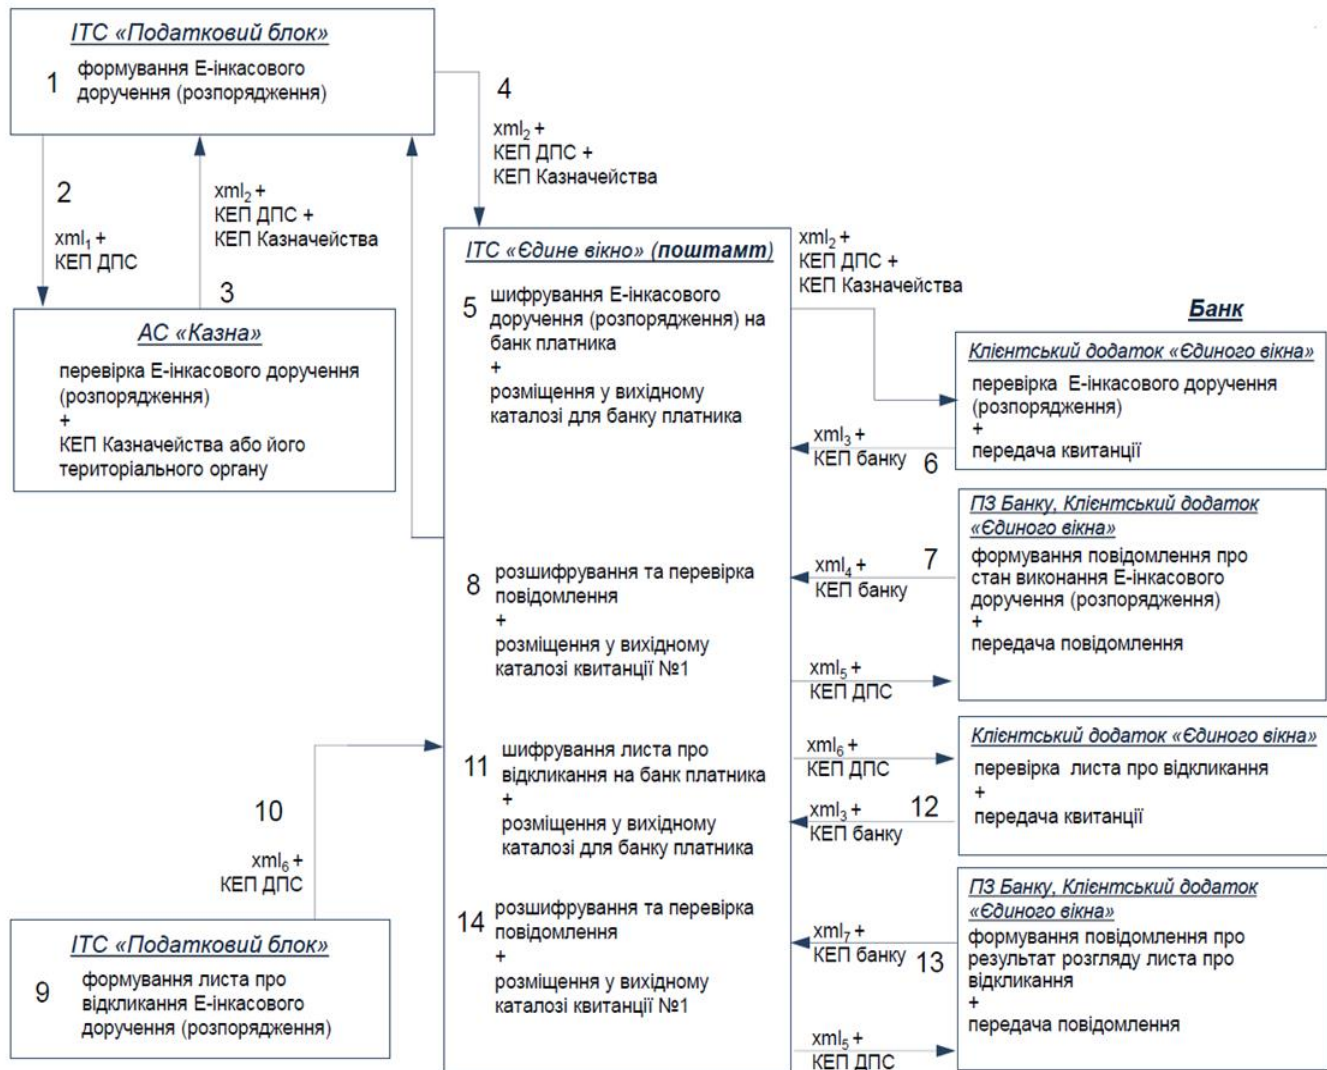 ІТС «Податковий блок»
1
формування Е-інкасового
доручення (розпорядження)
4
xml₂ +
КЕП ДПС +
КЕП Казначейства
2
xml₁ +
КЕП ДПС
xml₂ +
КЕП ДПС +
КЕП Казначейства
3
АС «Казна»
перевірка Е-інкасового доручення
(розпорядження)
+
КЕП Казначейства або його
територіального органу
ІТС «Єдине вікно» (поштамт)
5
шифрування Е-інкасового
доручення (розпорядження) на
банк платника
+
розміщення у вихідному
каталозі для банку платника
xml₂ +
КЕП ДПС +
КЕП Казначейства
Банк
Клієнтський додаток «Єдиного вікна»
перевірка Е-інкасового доручення
(розпорядження)
+
передача квитанції
xml₃ +
КЕП банку
6
ПЗ Банку, Клієнтський додаток
«Єдиного вікна»
формування повідомлення про
стан виконання Е-інкасового
доручення (розпорядження)
+
передача повідомлення
xml₄ +
КЕП банку
7
8
розшифрування та перевірка
повідомлення
+
розміщення у вихідному
каталозі квитанції №1
xml₅ +
КЕП ДПС
9
ІТС «Податковий блок»
формування листа про
відкликання Е-інкасового
доручення (розпорядження)
10
xml₆ +
КЕП ДПС
11
шифрування листа про
відкликання на банк платника
+
розміщення у вихідному
каталозі для банку платника
xml₆ +
КЕП ДПС
Клієнтський додаток «Єдиного вікна»
перевірка листа про відкликання
+
передача квитанції
xml₃ +
КЕП банку
12
ПЗ Банку, Клієнтський додаток
«Єдиного вікна»
формування повідомлення про
результат розгляду листа про
відкликання
+
передача повідомлення
xml₇ +
КЕП банку
13
14
розшифрування та перевірка
повідомлення
+
розміщення у вихідному
каталозі квитанції №1
xml₅ +
КЕП ДПС